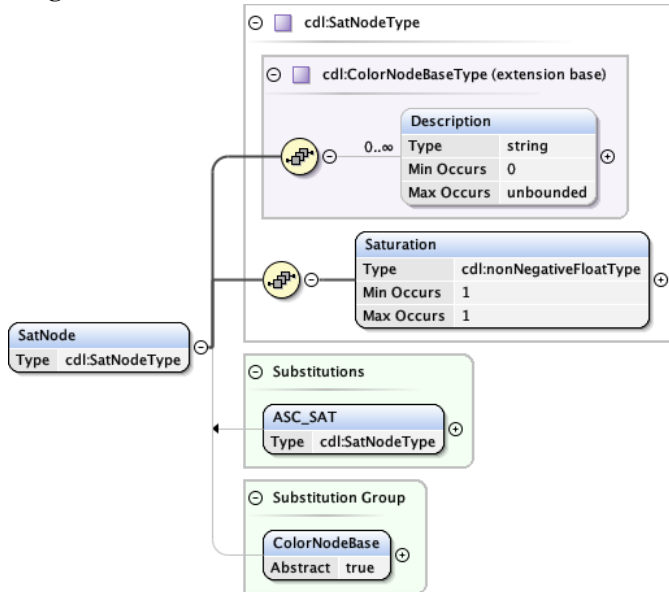 cdl:SatNodeType
cdl:ColorNodeBaseType (extension base)
Description
0..∞
Type string
Min Occurs 0
Max Occurs unbounded
Saturation
Type cdl:nonNegativeFloatType
Min Occurs 1
Max Occurs 1
SatNode
Type cdl:SatNodeType
Substitutions
ASC_SAT
Type cdl:SatNodeType
Substitution Group
ColorNodeBase
Abstract true